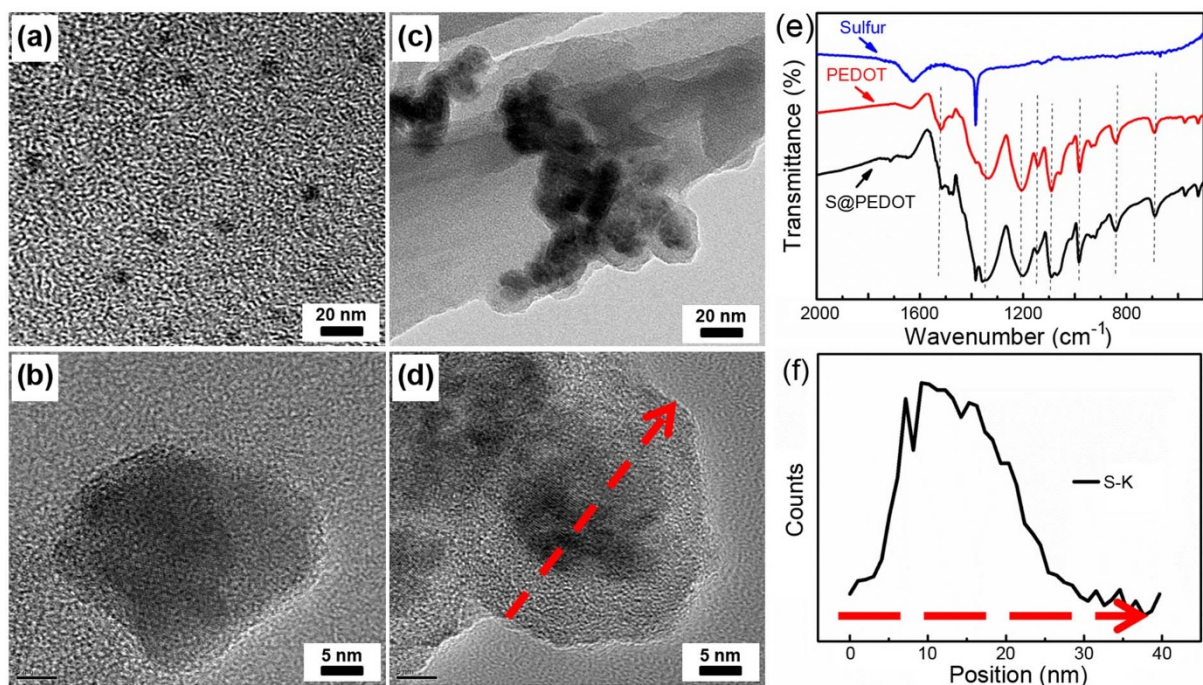 (a)
20 nm
(b)
5 nm
(c)
20 nm
(d)
5 nm
(e)
Sulfur
PEDOT
S@PEDOT
Transmittance (%)
2000 1600 1200 800
Wavenumber (cm⁻¹)
(f)
S-K
Counts
0 10 20 30 40
Position (nm)